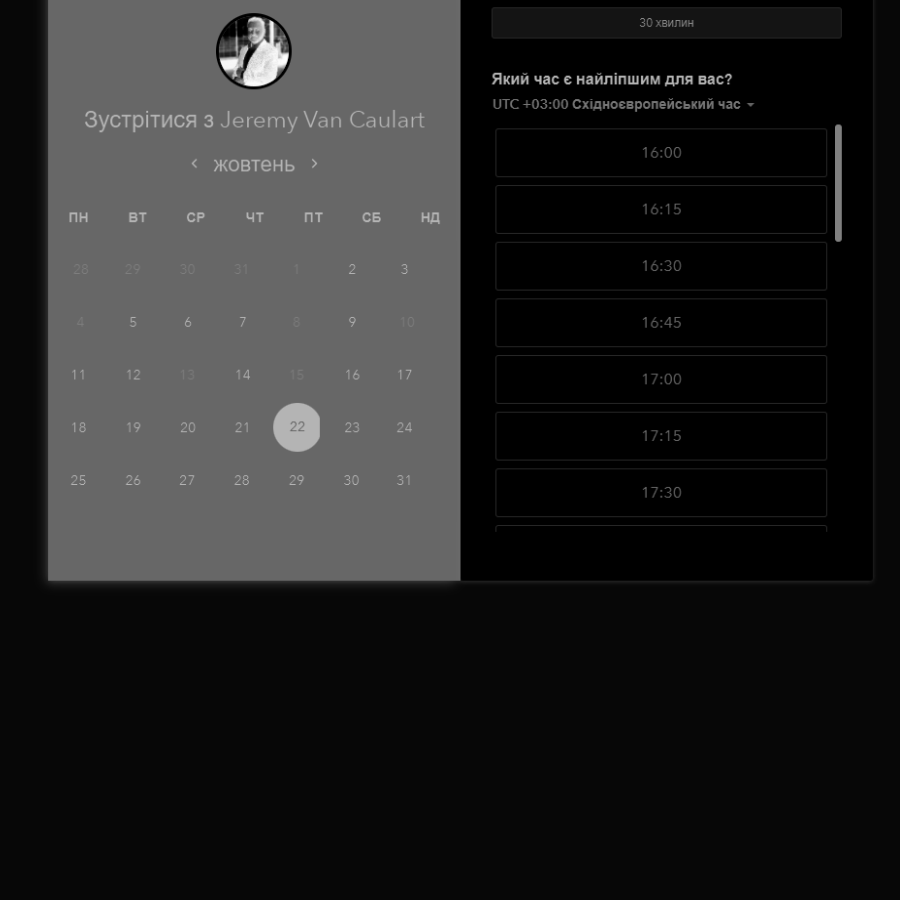 Зустрітися з Jeremy Van Caulart
жовтень
ПН ВТ СР ЧТ ПТ СБ НД
28 29 30 31 1 2 3
4 5 6 7 8 9 10
11 12 13 14 15 16 17
18 19 20 21 22 23 24
25 26 27 28 29 30 31
30 хвилин
Який час є найліпшим для вас?
UTC +03:00 Східноєвропейський час
16:00
16:15
16:30
16:45
17:00
17:15
17:30